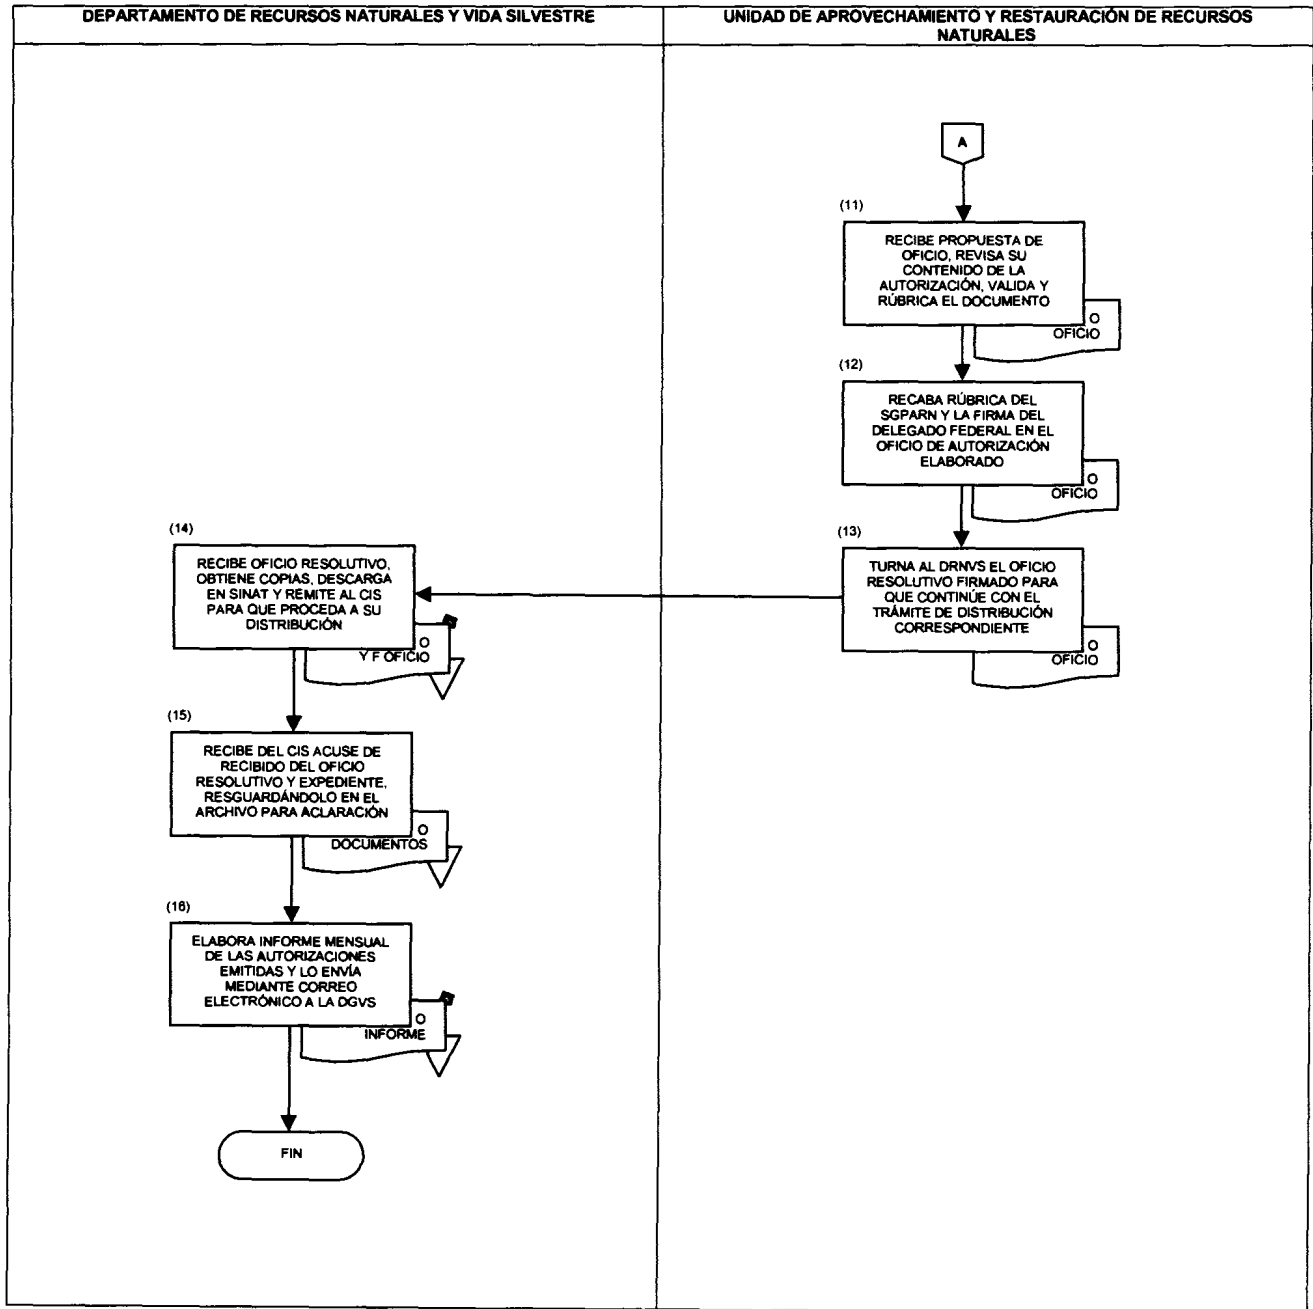 DEPARTAMENTO DE RECURSOS NATURALES Y VIDA SILVESTRE
UNIDAD DE APROVECHAMIENTO Y RESTAURACIÓN DE RECURSOS
NATURALES
A
(11)
RECIBE PROPUESTA DE
OFICIO, REVISA SU
CONTENIDO DE LA
AUTORIZACIÓN, VALIDA Y
RÚBRICA EL DOCUMENTO
O
OFICIO
(12)
RECABA RÚBRICA DEL
SGPARN Y LA FIRMA DEL
DELEGADO FEDERAL EN EL
OFICIO DE AUTORIZACIÓN
ELABORADO
O
OFICIO
(13)
TURNA AL DRNVS EL OFICIO
RESOLUTIVO FIRMADO PARA
QUE CONTINÚE CON EL
TRÁMITE DE DISTRIBUCIÓN
CORRESPONDIENTE
O
OFICIO
(14)
RECIBE OFICIO RESOLUTIVO,
OBTIENE COPIAS, DESCARGA
EN SINAT Y REMITE AL CIS
PARA QUE PROCEDA A SU
DISTRIBUCIÓN
O
Y F OFICIO
(15)
RECIBE DEL CIS ACUSE DE
RECIBIDO DEL OFICIO
RESOLUTIVO Y EXPEDIENTE,
RESGUARDÁNDOLO EN EL
ARCHIVO PARA ACLARACIÓN
O
DOCUMENTOS
(16)
ELABORA INFORME MENSUAL
DE LAS AUTORIZACIONES
EMITIDAS Y LO ENVÍA
MEDIANTE CORREO
ELECTRÓNICO A LA DGVS
O
INFORME
FIN